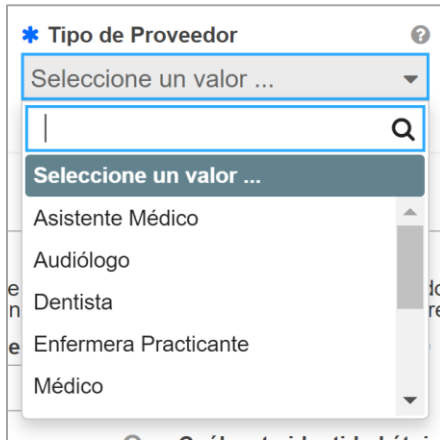 * Tipo de Proveedor ?
Seleccione un valor ...
Seleccione un valor ...
Asistente Médico
Audiólogo
Dentista
Enfermera Practicante
Médico